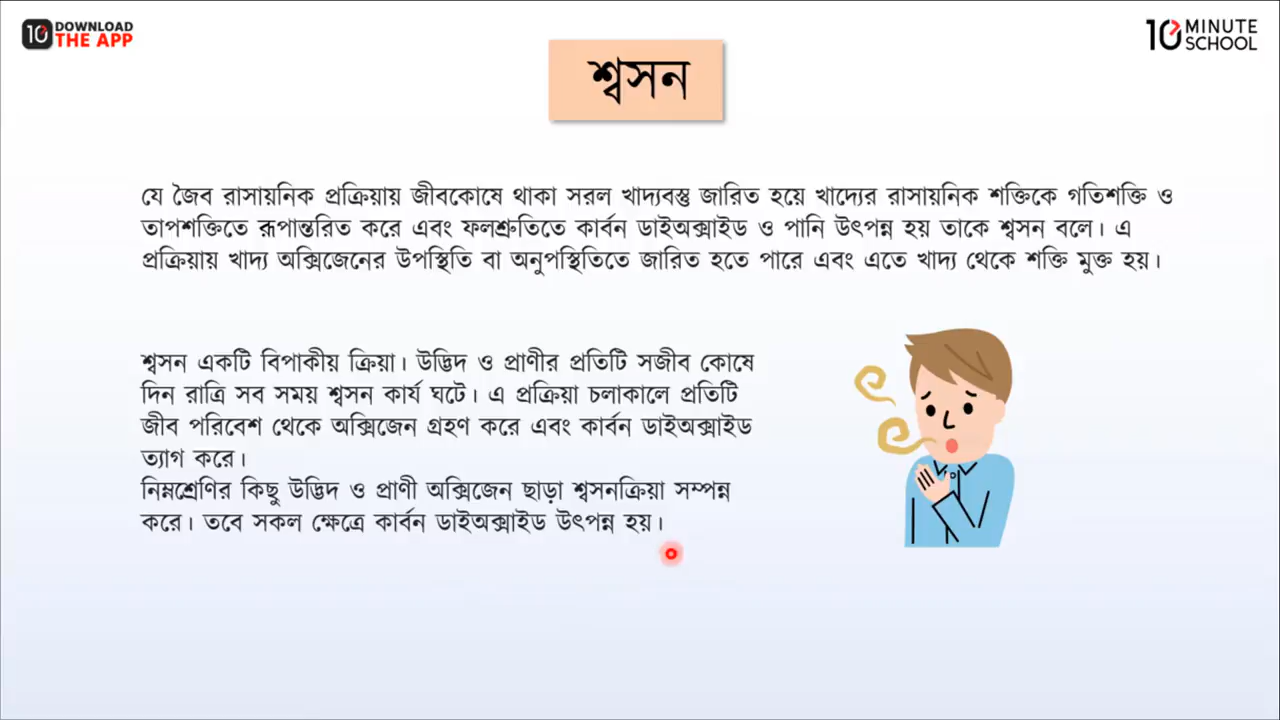 10 DOWNLOAD
THE APP
10 MINUTE
SCHOOL
শ্বসন
যে জৈব রাসায়নিক প্রক্রিয়ায় জীবকোষে থাকা সরল খাদ্যবস্তু জারিত হয়ে খাদ্যের রাসায়নিক শক্তিকে গতিশক্তি ও
তাপশক্তিতে রূপান্তরিত করে এবং ফলশ্রুতিতে কার্বন ডাইঅক্সাইড ও পানি উৎপন্ন হয় তাকে শ্বসন বলে। এ
প্রক্রিয়ায় খাদ্য অক্সিজেনের উপস্থিতি বা অনুপস্থিতিতে জারিত হতে পারে এবং এতে খাদ্য থেকে শক্তি মুক্ত হয়।
শ্বসন একটি বিপাকীয় ক্রিয়া। উদ্ভিদ ও প্রাণীর প্রতিটি সজীব কোষে
দিন রাত্রি সব সময় শ্বসন কার্য ঘটে। এ প্রক্রিয়া চলাকালে প্রতিটি
জীব পরিবেশ থেকে অক্সিজেন গ্রহণ করে এবং কার্বন ডাইঅক্সাইড
ত্যাগ করে।
নিম্নশ্রেণির কিছু উদ্ভিদ ও প্রাণী অক্সিজেন ছাড়া শ্বসনক্রিয়া সম্পন্ন
করে। তবে সকল ক্ষেত্রে কার্বন ডাইঅক্সাইড উৎপন্ন হয়।